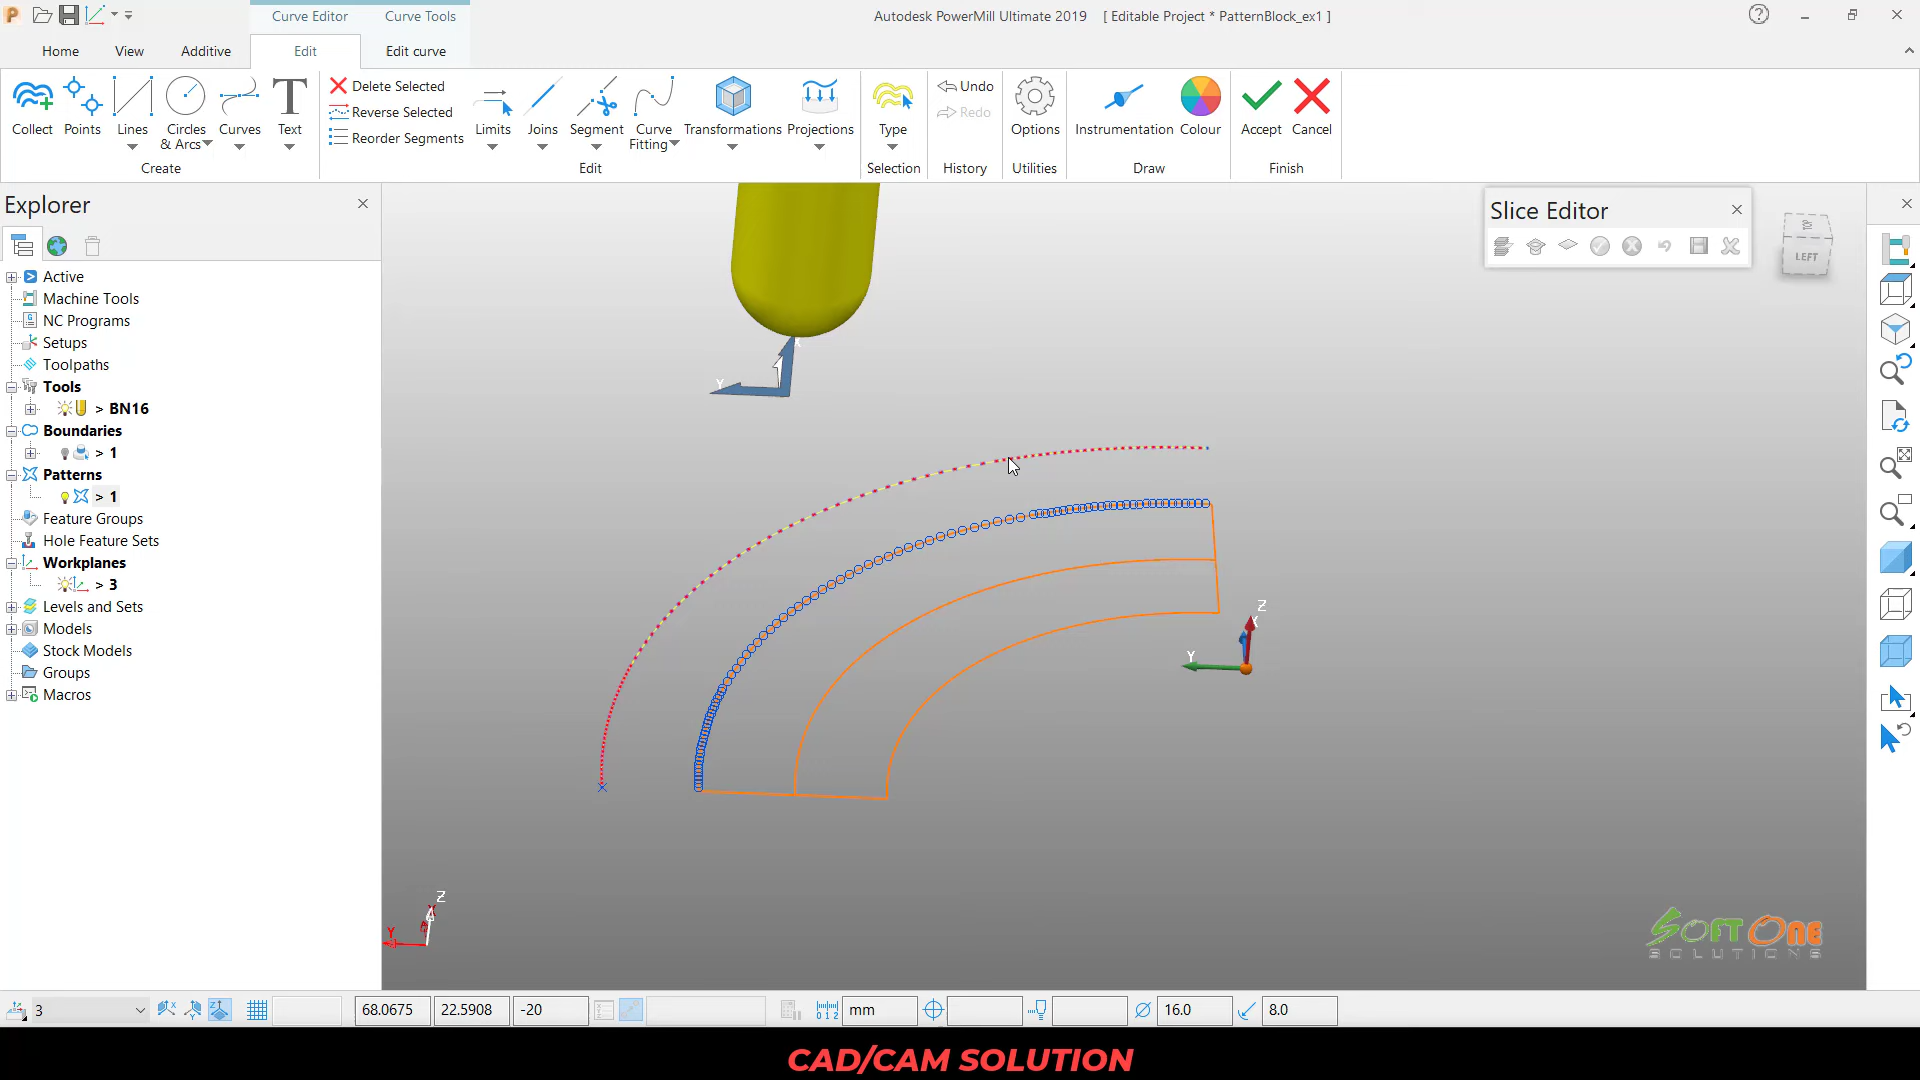 Curve Editor
Curve Tools
Autodesk PowerMill Ultimate 2019 [ Editable Project * PatternBlock_ex1 ]
Home
View
Additive
Edit
Edit curve
Collect
Points
Lines
Circles & Arcs
Curves
Text
Create
Delete Selected
Reverse Selected
Reorder Segments
Limits
Joins
Segment
Curve Fitting
Transformations
Projections
Edit
Type
Selection
Undo
Redo
History
Options
Utilities
Instrumentation
Colour
Draw
Accept
Cancel
Finish
Explorer
Active
Machine Tools
NC Programs
Setups
Toolpaths
Tools
> BN16
Boundaries
> 1
Patterns
> 1
Feature Groups
Hole Feature Sets
Workplanes
> 3
Levels and Sets
Models
Stock Models
Groups
Macros
Slice Editor
LEFT
Y
Z
Y
Z
Y
SOFTONE
SOLUTIONS
3
68.0675
22.5908
-20
mm
16.0
8.0
CAD/CAM SOLUTION